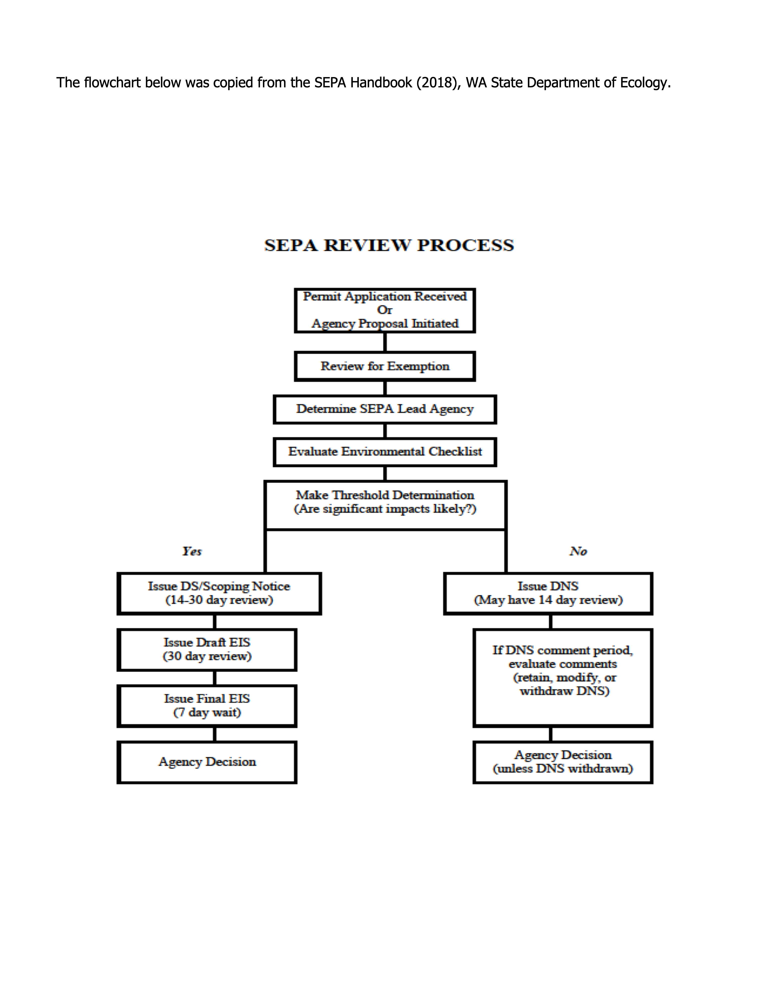 The flowchart below was copied from the SEPA Handbook (2018), WA State Department of Ecology.
SEPA REVIEW PROCESS
Permit Application Received
Or
Agency Proposal Initiated
Review for Exemption
Determine SEPA Lead Agency
Evaluate Environmental Checklist
Make Threshold Determination
(Are significant impacts likely?)
Yes
No
Issue DS/Scoping Notice
(14-30 day review)
Issue Draft EIS
(30 day review)
Issue Final EIS
(7 day wait)
Agency Decision
Issue DNS
(May have 14 day review)
If DNS comment period,
evaluate comments
(retain, modify, or
withdraw DNS)
Agency Decision
(unless DNS withdrawn)